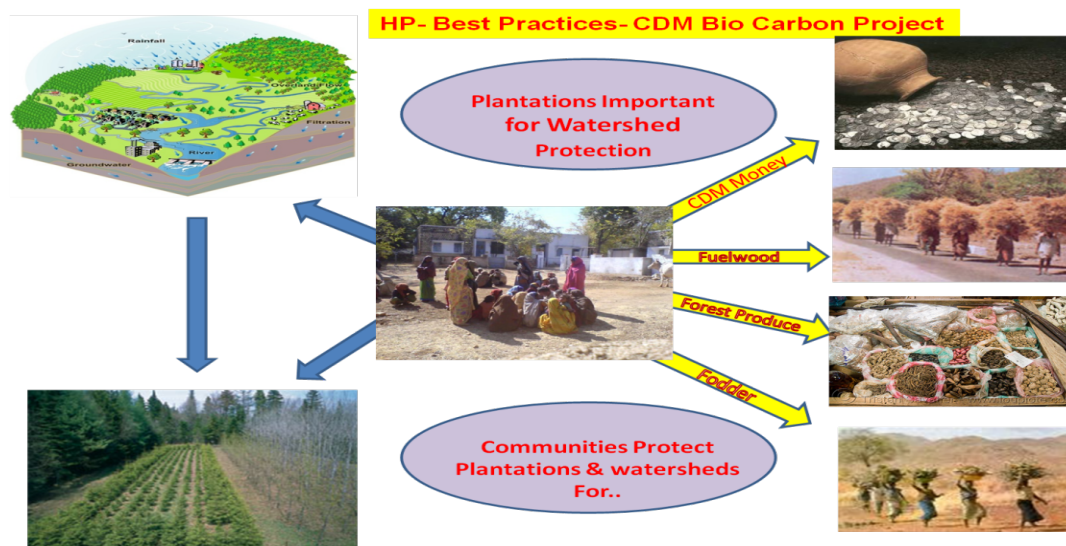 HP- Best Practices- CDM Bio Carbon Project
Rainfall
Overland Flow
Filtration
River
Groundwater
Plantations Important
for Watershed
Protection
CDM Money
Fuelwood
Forest Produce
Fodder
Communities Protect
Plantations & watersheds
For..